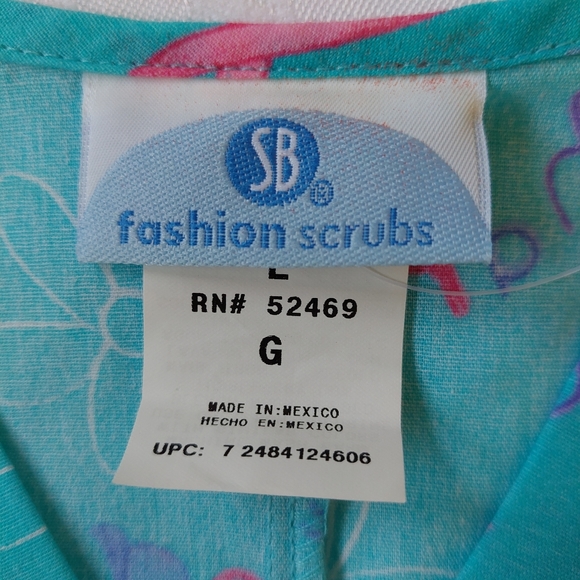 SB®
fashion scrubs
L
RN# 52469
G
MADE IN:MEXICO
HECHO EN:MEXICO
UPC: 7 2484124606